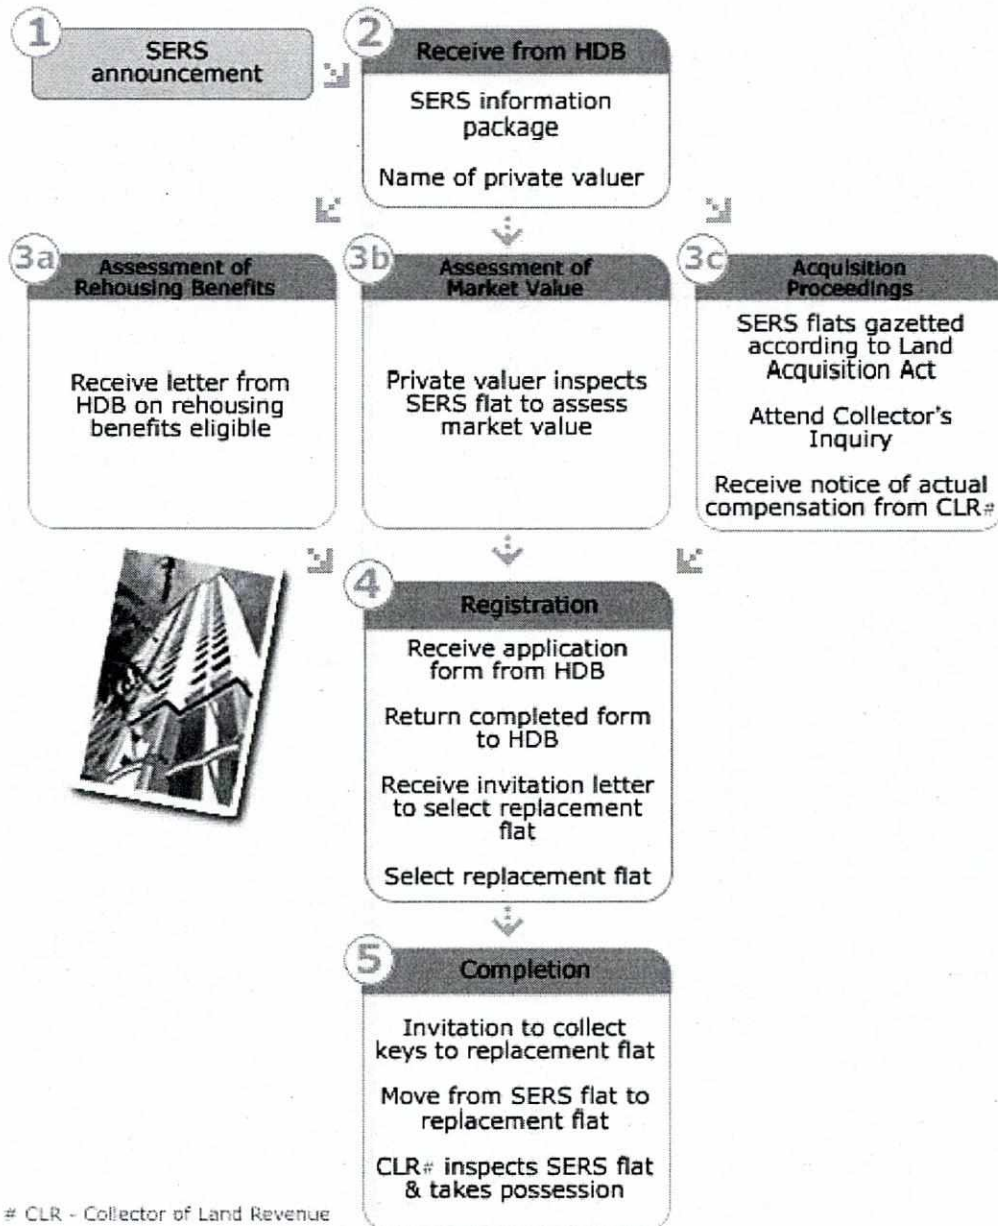 1
SERS
announcement
2
Receive from HDB
SERS information
package
Name of private valuer
3a
Assessment of
Rehousing Benefits
Receive letter from
HDB on rehousing
benefits eligible
3b
Assessment of
Market Value
Private valuer inspects
SERS flat to assess
market value
3c
Acquisition
Proceedings
SERS flats gazetted
according to Land
Acquisition Act
Attend Collector's
Inquiry
Receive notice of actual
compensation from CLR#
4
Registration
Receive application
form from HDB
Return completed form
to HDB
Receive invitation letter
to select replacement
flat
Select replacement flat
5
Completion
Invitation to collect
keys to replacement flat
Move from SERS flat to
replacement flat
CLR# inspects SERS flat
& takes possession
# CLR - Collector of Land Revenue